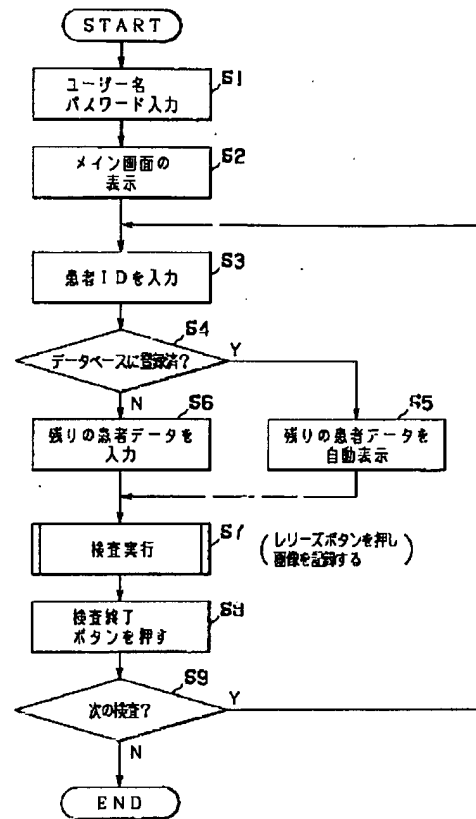 START
S1
ユーザー名
パスワード入力
S2
メイン画面の
表示
S3
患者IDを入力
S4
データベースに登録済?
Y
N
S6
残りの患者データを
入力
S5
残りの患者データを
自動表示
S7
検査実行
(レリーズボタンを押し
画像を記録する)
S8
検査終了
ボタンを押す
S9
次の検査?
Y
N
END